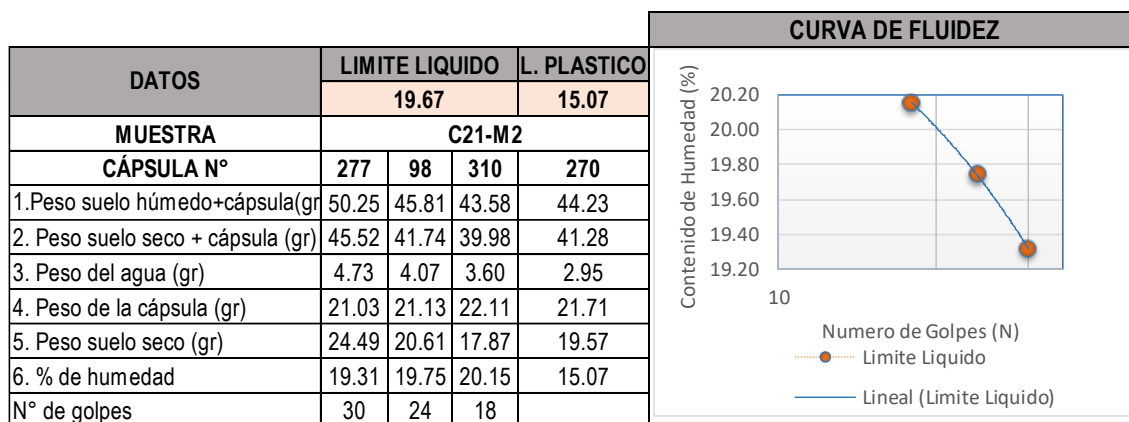 DATOS LIMITE LIQUIDO L. PLASTICO
19.67 15.07
MUESTRA C21-M2
CÁPSULA N° 277 98 310 270
1.Peso suelo húmedo+cápsula(gr 50.25 45.81 43.58 44.23
2. Peso suelo seco + cápsula (gr) 45.52 41.74 39.98 41.28
3. Peso del agua (gr) 4.73 4.07 3.60 2.95
4. Peso de la cápsula (gr) 21.03 21.13 22.11 21.71
5. Peso suelo seco (gr) 24.49 20.61 17.87 19.57
6. % de humedad 19.31 19.75 20.15 15.07
N° de golpes 30 24 18
CURVA DE FLUIDEZ
Contenido de Humedad (%)
20.20
20.00
19.80
19.60
19.40
19.20
10
Numero de Golpes (N)
Limite Liquido
Lineal (Limite Liquido)